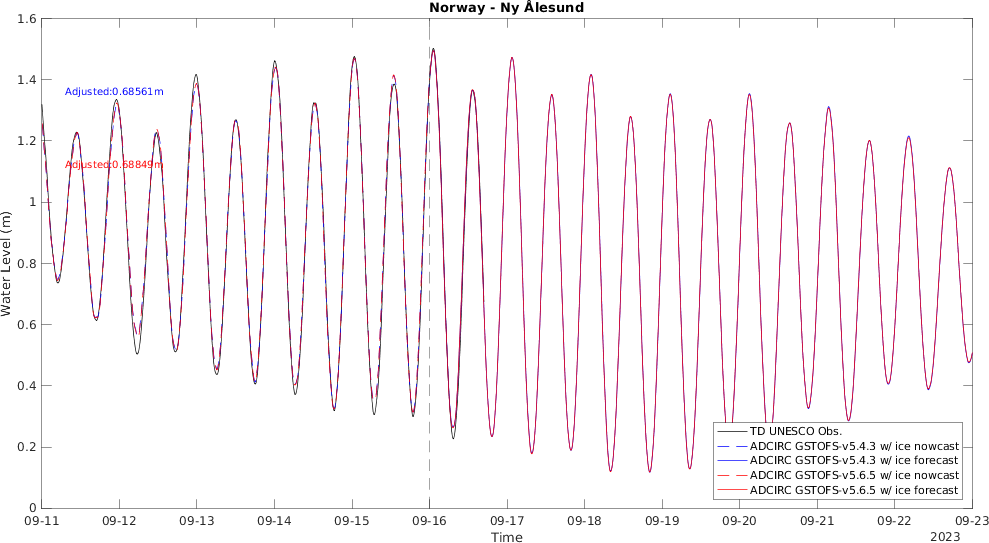 Norway - Ny Ålesund
1.6
1.4
1.2
1
0.8
0.6
0.4
0.2
0
Water Level (m)
Adjusted:0.68561m
Adjusted:0.68849m
TD UNESCO Obs.
ADCIRC GSTOFS-v5.4.3 w/ ice nowcast
ADCIRC GSTOFS-v5.4.3 w/ ice forecast
ADCIRC GSTOFS-v5.6.5 w/ ice nowcast
ADCIRC GSTOFS-v5.6.5 w/ ice forecast
09-11 09-12 09-13 09-14 09-15 09-16 09-17 09-18 09-19 09-20 09-21 09-22 09-23
Time
2023